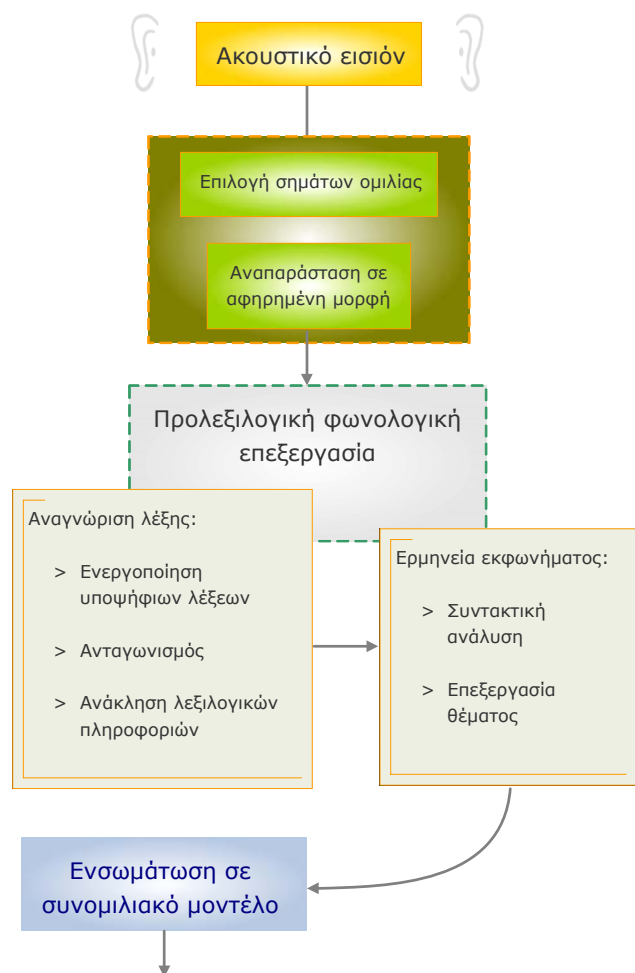 Ακουστικό εισιόν
Επιλογή σημάτων ομιλίας
Αναπαράσταση σε
αφηρημένη μορφή
Προλεξιλογική φωνολογική
επεξεργασία
Αναγνώριση λέξης:
> Ενεργοποίηση
υποψήφιων λέξεων
> Ανταγωνισμός
> Ανάκληση λεξιλογικών
πληροφοριών
Ερμηνεία εκφωνήματος:
> Συντακτική
ανάλυση
> Επεξεργασία
θέματος
Ενσωμάτωση σε
συνομιλιακό μοντέλο